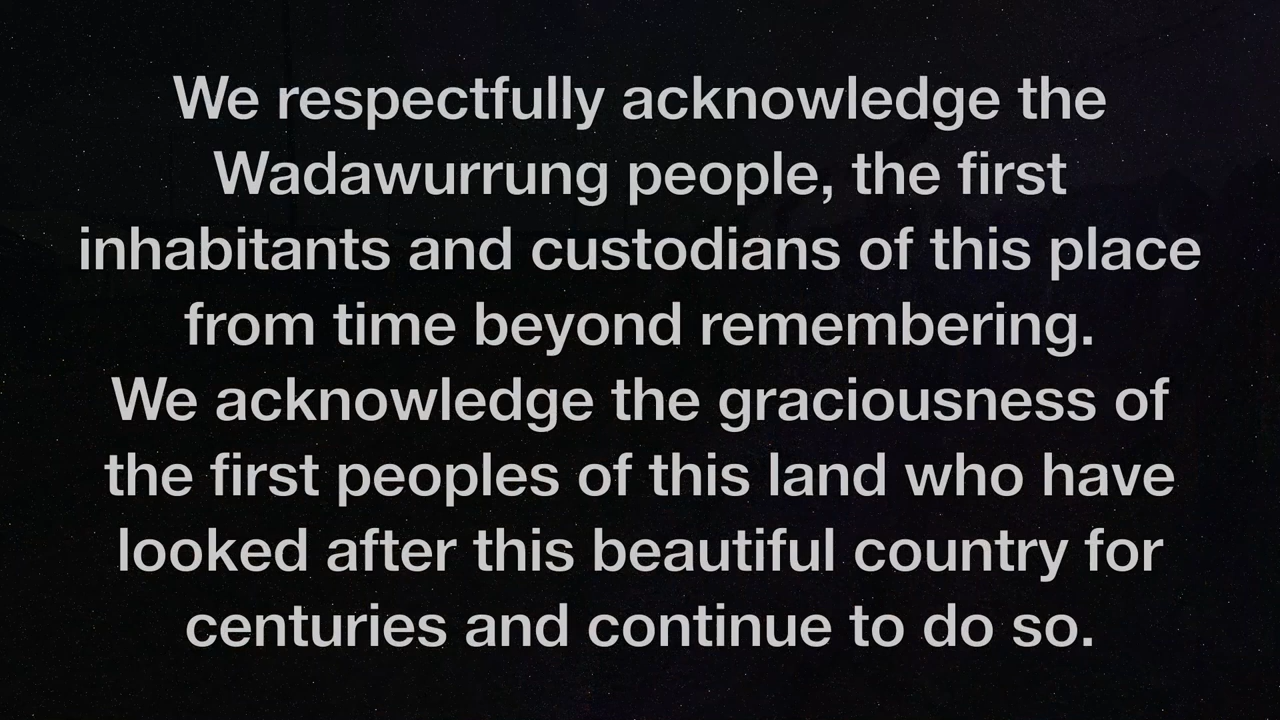 We respectfully acknowledge the
Wadawurrung people, the first
inhabitants and custodians of this place
from time beyond remembering.
We acknowledge the graciousness of
the first peoples of this land who have
looked after this beautiful country for
centuries and continue to do so.